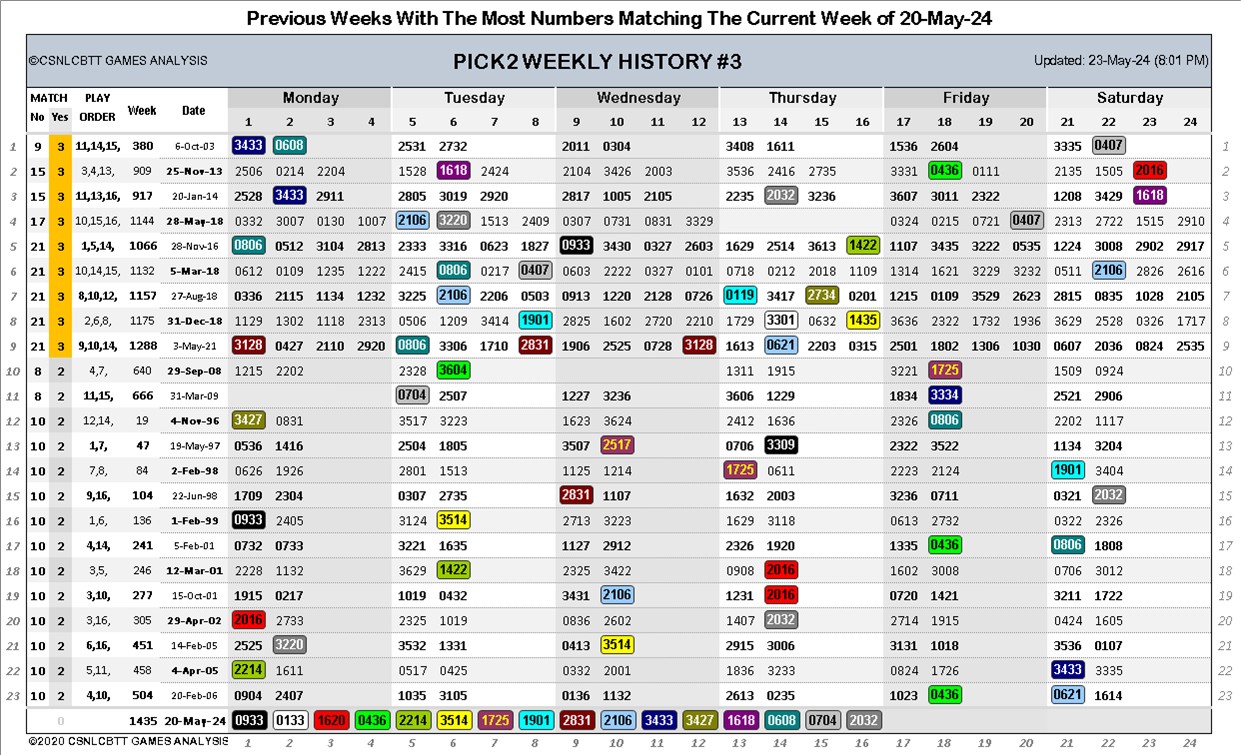 Previous Weeks With The Most Numbers Matching The Current Week of 20-May-24
©CSNLCBTT GAMES ANALYSIS PICK2 WEEKLY HISTORY #3 Updated: 23-May-24 (8:01 PM)
MATCH PLAY Week Date Monday Tuesday Wednesday Thursday Friday Saturday
No Yes ORDER 1 2 3 4 5 6 7 8 9 10 11 12 13 14 15 16 17 18 19 20 21 22 23 24
1 9 3 11,14,15, 380 6-Oct-03 3433 0608 2531 2732 2011 0304 3408 1611 1536 2604 3335 0407 1
2 15 3 3,4,13, 909 25-Nov-13 2506 0214 2204 1528 1618 2424 2104 3426 2003 3536 2416 2735 3331 0436 0111 2135 1505 2016 2
3 15 3 11,13,16, 917 20-Jan-14 2528 3433 2911 2805 3019 2920 2817 1005 2105 2235 2032 3236 3607 3011 2322 1208 3429 1618 3
4 17 3 10,15,16, 1144 28-May-18 0332 3007 0130 1007 2106 3220 1513 2409 0307 0731 0831 3329 0324 0215 0721 0407 2313 2722 1515 2910 4
5 21 3 1,5,14, 1066 28-Nov-16 0806 0512 3104 2813 2333 3316 0623 1827 0933 3430 0327 2603 1629 2514 3613 1422 1107 3435 3222 0535 1224 3008 2902 2917 5
6 21 3 10,14,15, 1132 5-Mar-18 0612 0109 1235 1222 2415 0806 0217 0407 0603 2222 0327 0101 0718 0212 2018 1109 1314 1621 3229 3232 0511 2106 2826 2616 6
7 21 3 8,10,12, 1157 27-Aug-18 0336 2115 1134 1232 3225 2106 2206 0503 0913 1220 2128 0726 0119 3417 2734 0201 1215 0109 3529 2623 2815 0835 1028 2105 7
8 21 3 2,6,8, 1175 31-Dec-18 1129 1302 1118 2313 0506 1209 3414 1901 2825 1602 2720 2210 1729 3301 0632 1435 3636 2322 1732 1936 3629 2528 0326 1717 8
9 21 3 9,10,14, 1288 3-May-21 3128 0427 2110 2920 0806 3306 1710 2831 1906 2525 0728 3128 1613 0621 2203 0315 2501 1802 1306 1030 0607 2036 0824 2535 9
10 8 2 4,7, 640 29-Sep-08 1215 2202 2328 3604 1311 1915 3221 1725 1509 0924 10
11 8 2 11,15, 666 31-Mar-09 0704 2507 1227 3236 3606 1229 1834 3334 2521 2906 11
12 10 2 12,14, 19 4-Nov-96 3427 0831 3517 3223 1623 3624 2412 1636 2326 0806 2202 1117 12
13 10 2 1,7, 47 19-May-97 0536 1416 2504 1805 3507 2517 0706 3309 2322 3522 1134 3204 13
14 10 2 7,8, 84 2-Feb-98 0626 1926 2801 1513 1125 1214 1725 0611 2223 2124 1901 3404 14
15 10 2 9,16, 104 22-Jun-98 1709 2304 0307 2735 2831 1107 1632 2003 3236 0711 0321 2032 15
16 10 2 1,6, 136 1-Feb-99 0933 2405 3124 3514 2713 3223 1629 3118 0613 2732 0322 2326 16
17 10 2 4,14, 241 5-Feb-01 0732 0733 3221 1635 1127 2912 2326 1920 1335 0436 0806 1808 17
18 10 2 3,5, 246 12-Mar-01 2228 1132 3629 1422 2325 3422 0908 2016 1602 3008 0706 3012 18
19 10 2 3,10, 277 15-Oct-01 1915 0217 1019 0432 3431 2106 1231 2016 0720 1421 3211 1722 19
20 10 2 3,16, 305 29-Apr-02 2016 2733 2325 1019 0836 2602 1407 2032 2714 1915 0424 1605 20
21 10 2 6,16, 451 14-Feb-05 2525 3220 3532 1331 0413 3514 2915 3006 3131 1018 3536 0107 21
22 10 2 5,11, 458 4-Apr-05 2214 1611 0517 0425 0332 2001 1836 3233 0824 1726 3433 3335 22
23 10 2 4,10, 504 20-Feb-06 0904 2407 1035 3105 0136 1132 2613 0235 1023 0436 0621 1614 23
0 1435 20-May-24 0933 0133 1620 0436 2214 3514 1725 1901 2831 2106 3433 3427 1618 0608 0704 2032
©2020 CSNLCBTT GAMES ANALYSIS 1 2 3 4 5 6 7 8 9 10 11 12 13 14 15 16 17 18 19 20 21 22 23 24